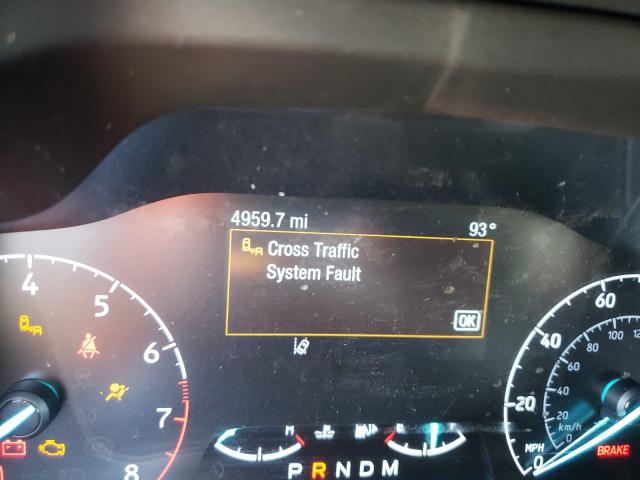 4959.7 mi 93°
Cross Traffic
System Fault
OK
4
5
6
7
8
H
E
P R N D M
60
40
20
0
MPH
100
80
60
40
20
0
km/h
BRAKE